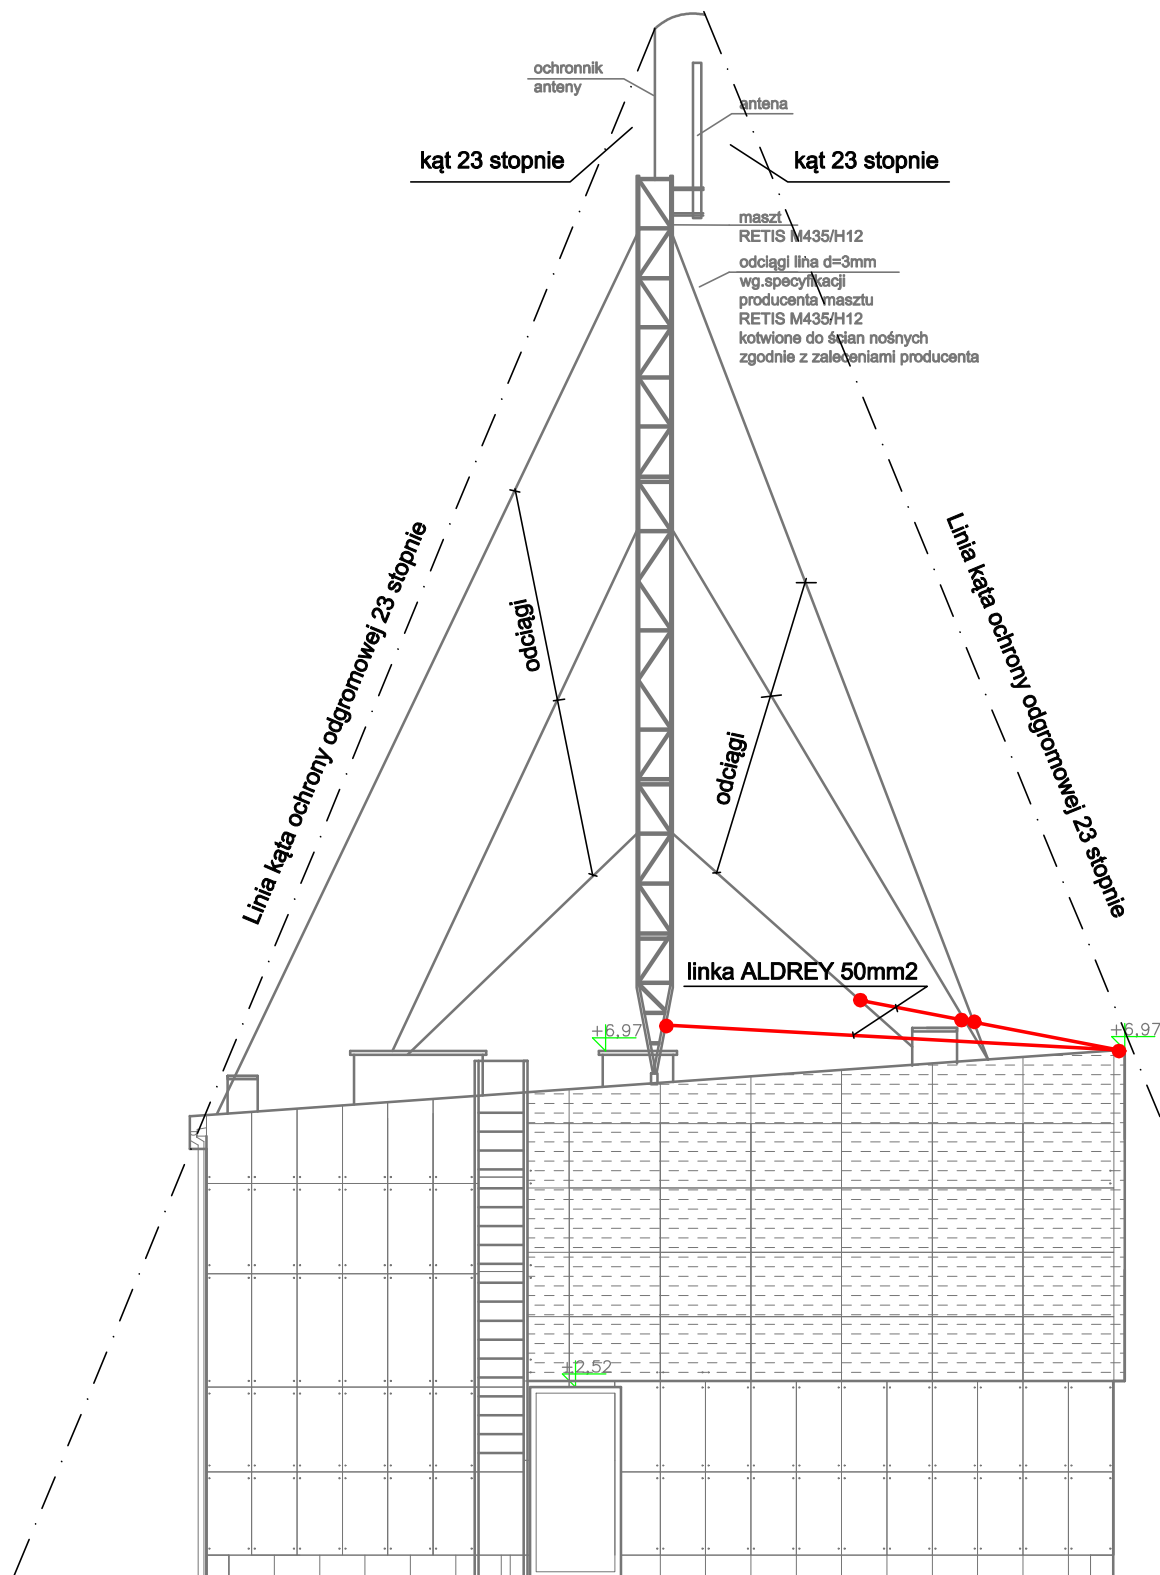 ochronnik
anteny
antena
kąt 23 stopnie
kąt 23 stopnie
maszt
RETIS M435/H12
odciągi lina d=3mm
wg.specyfikacji
producenta masztu
RETIS M435/H12
kotwione do ścian nośnych
zgodnie z zaleceniami producenta
Linia kąta ochrony odgromowej 23 stopnie
odciągi
odciągi
Linia kąta ochrony odgromowej 23 stopnie
linka ALDREY 50mm2
+6,97
+6,97
+2,52